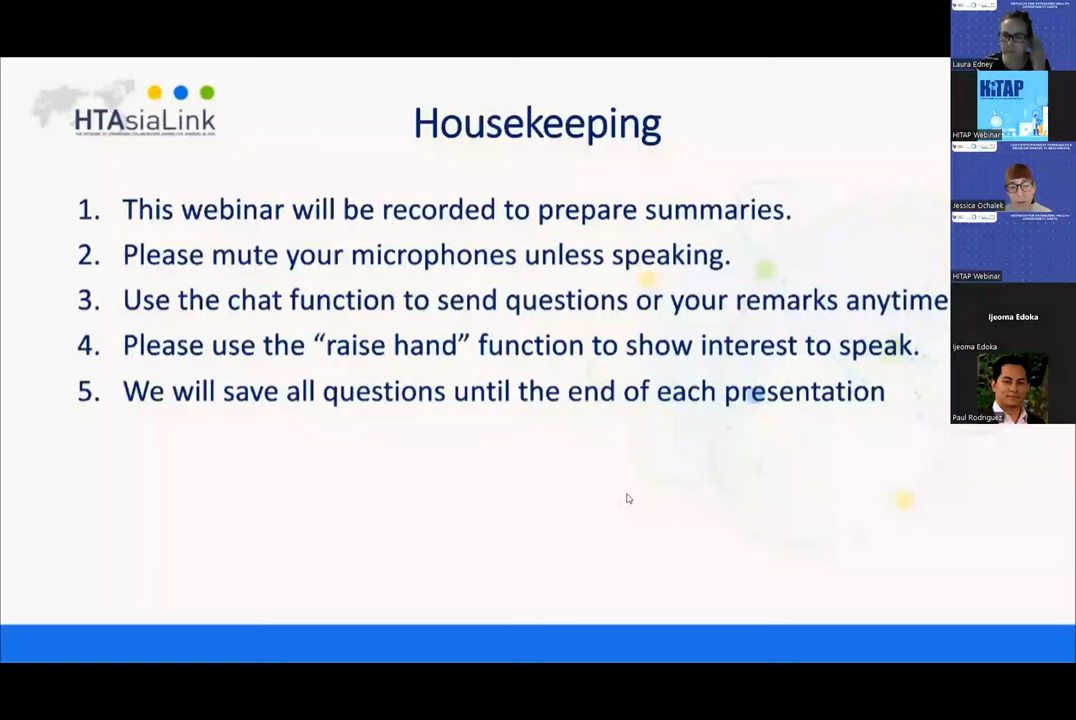 HTAsiaLink
Housekeeping
1. This webinar will be recorded to prepare summaries.
2. Please mute your microphones unless speaking.
3. Use the chat function to send questions or your remarks anytime
4. Please use the “raise hand” function to show interest to speak.
5. We will save all questions until the end of each presentation
Laura Edney
HiTAP
HITAP Webinar
Jessica Ochalek
HITAP Webinar
Ijeoma Edoka
Ijeoma Edoka
Paul Rodriguez